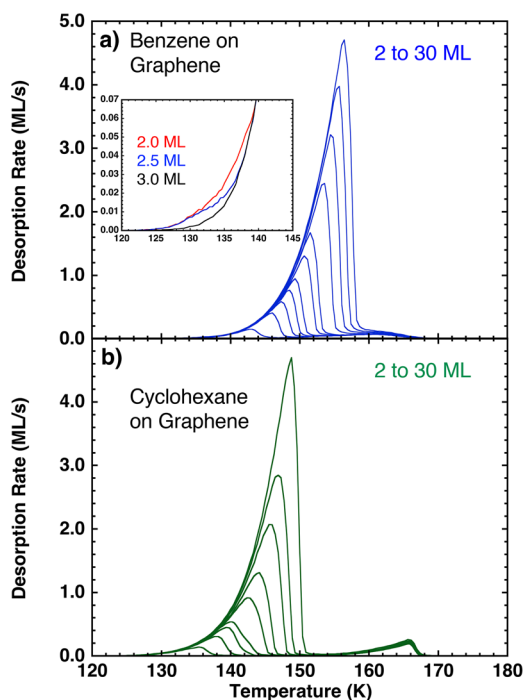 a) Benzene on
Graphene
2 to 30 ML
5.0
4.0
3.0
2.0
1.0
0.0
Desorption Rate (ML/s)
0.07
0.06
0.05
0.04
0.03
0.02
0.01
0.00
2.0 ML
2.5 ML
3.0 ML
120 125 130 135 140 145
b)
Cyclohexane
on Graphene
2 to 30 ML
4.0
3.0
2.0
1.0
0.0
Desorption Rate (ML/s)
120 130 140 150 160 170 180
Temperature (K)